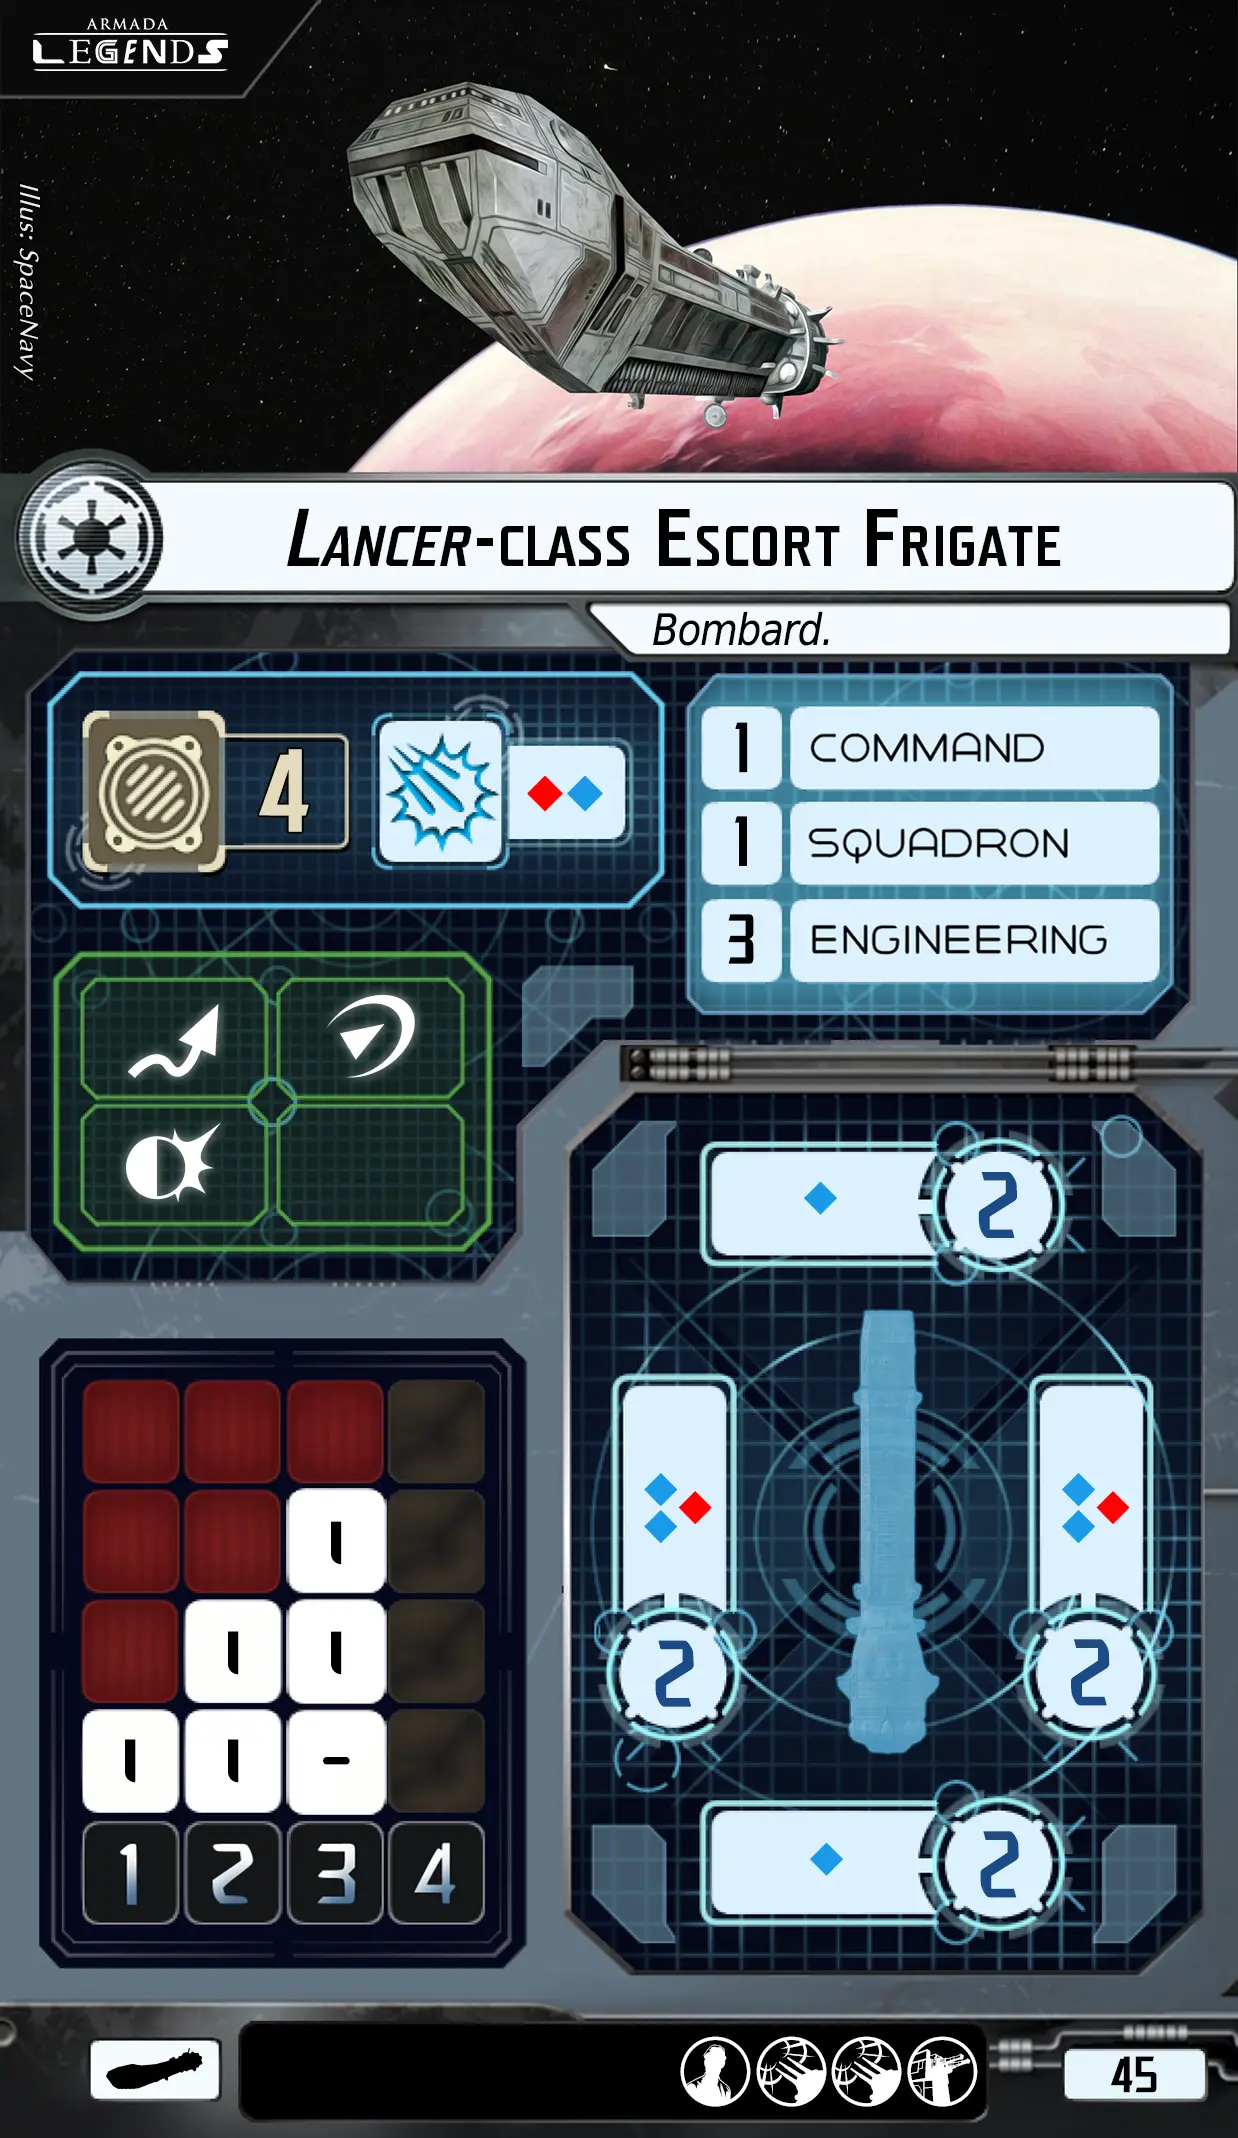 ARMADA
LEGENDS
Illus: SpaceNavy
LANCER-CLASS ESCORT FRIGATE
Bombard.
4
1 COMMAND
1 SQUADRON
3 ENGINEERING
2
2
2
2
1
1 1
1 1 -
1 2 3 4
45